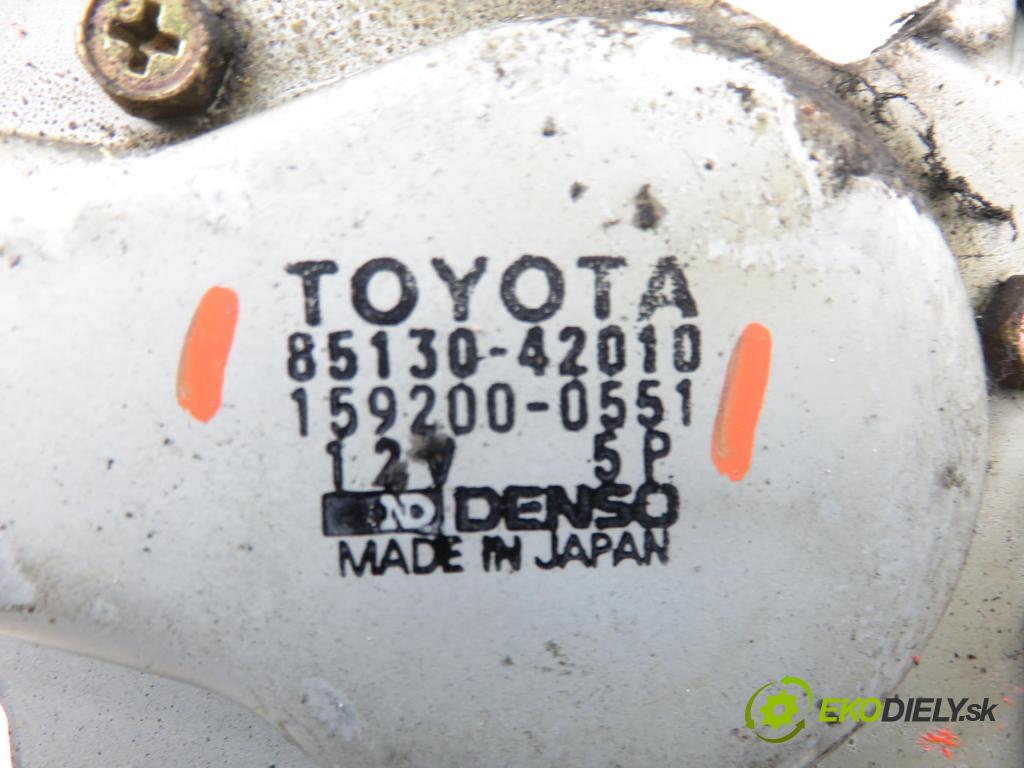 TOYOTA
85130-42010
159200-0551
12V 5P
ND DENSO
MADE IN JAPAN
EKODIELY.sk